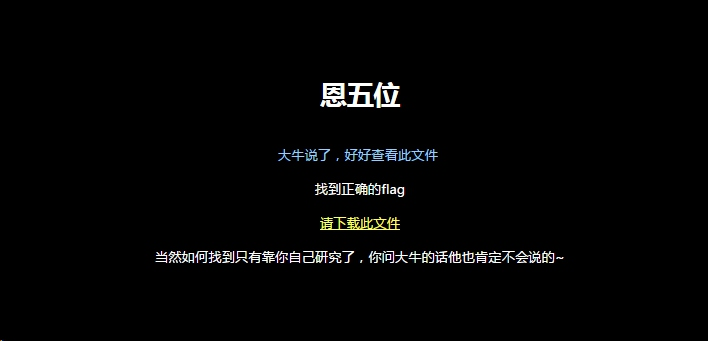 恩五位
大牛说了，好好查看此文件
找到正确的flag
请下载此文件
当然如何找到只有靠你自己研究了，你问大牛的话他也肯定不会说的~